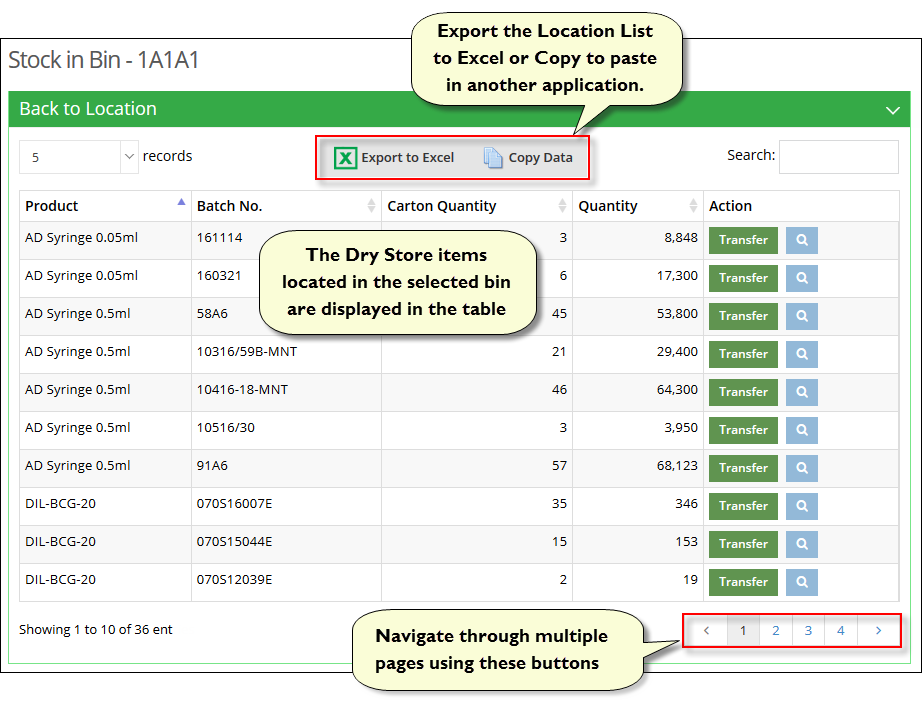 Export the Location List
to Excel or Copy to paste
in another application.
Stock in Bin - 1A1A1
Back to Location
5 records Export to Excel Copy Data Search:
Product Batch No. Carton Quantity Quantity Action
AD Syringe 0.05ml 161114 3 8,848 Transfer
AD Syringe 0.05ml 160321 6 17,300 Transfer
The Dry Store items
located in the selected bin
are displayed in the table
AD Syringe 0.5ml 58A6 45 53,800 Transfer
AD Syringe 0.5ml 10316/59B-MNT 21 29,400 Transfer
AD Syringe 0.5ml 10416-18-MNT 46 64,300 Transfer
AD Syringe 0.5ml 10516/30 3 3,950 Transfer
AD Syringe 0.5ml 91A6 57 68,123 Transfer
DIL-BCG-20 070S16007E 35 346 Transfer
DIL-BCG-20 070S15044E 15 153 Transfer
DIL-BCG-20 070S12039E 2 19 Transfer
Showing 1 to 10 of 36 ent < 1 2 3 4 >
Navigate through multiple
pages using these buttons